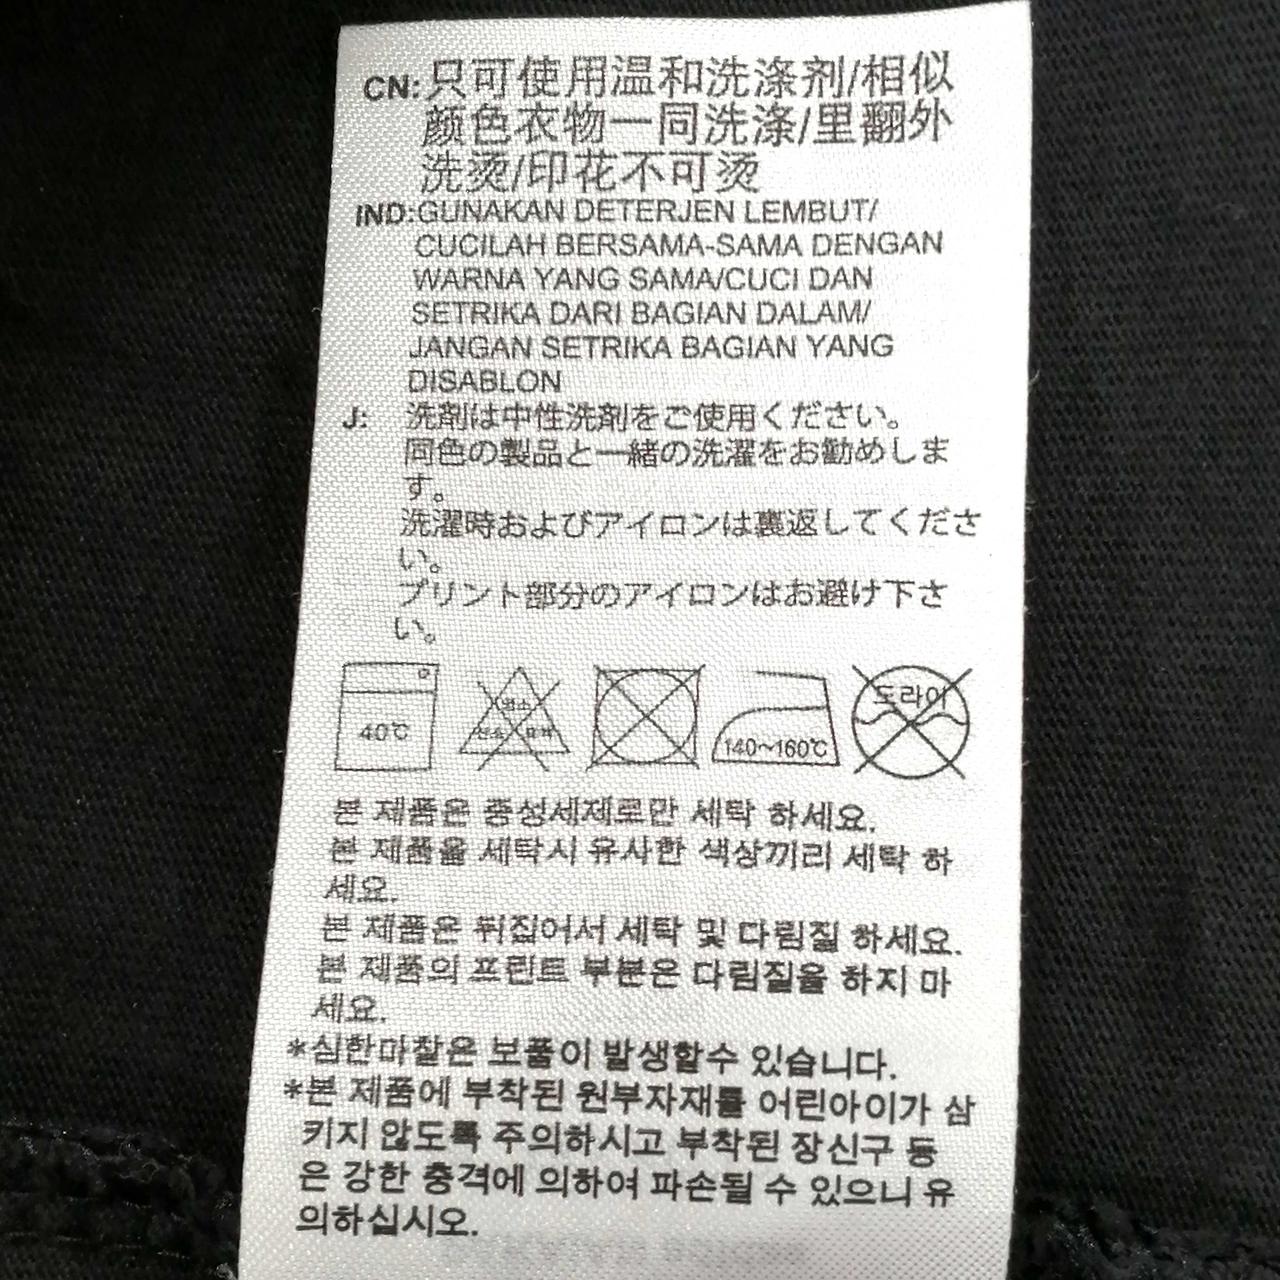 CN:只可使用温和洗涤剂/相似
颜色衣物一同洗涤/里翻外
洗烫/印花不可烫
IND:GUNAKAN DETERJEN LEMBUT/
CUCILAH BERSAMA-SAMA DENGAN
WARNA YANG SAMA/CUCI DAN
SETRIKA DARI BAGIAN DALAM/
JANGAN SETRIKA BAGIAN YANG
DISABLON
J: 洗剤は中性洗剤をご使用ください。
同色の製品と一緒の洗濯をお勧めしま
す。
洗濯時およびアイロンは裏返してくださ
い。
プリント部分のアイロンはお避け下さ
い。
40℃
염소
산소 표백
140~160℃
드라이
본 제품은 중성세제로만 세탁 하세요.
본 제품을 세탁시 유사한 색상끼리 세탁 하
세요.
본 제품은 뒤집어서 세탁 및 다림질 하세요.
본 제품의 프린트 부분은 다림질을 하지 마
세요.
*심한마찰은 보풀이 발생할수 있습니다.
*본 제품에 부착된 원부자재를 어린아이가 삼
키지 않도록 주의하시고 부착된 장신구 등
은 강한 충격에 의하여 파손될 수 있으니 유
의하십시오.